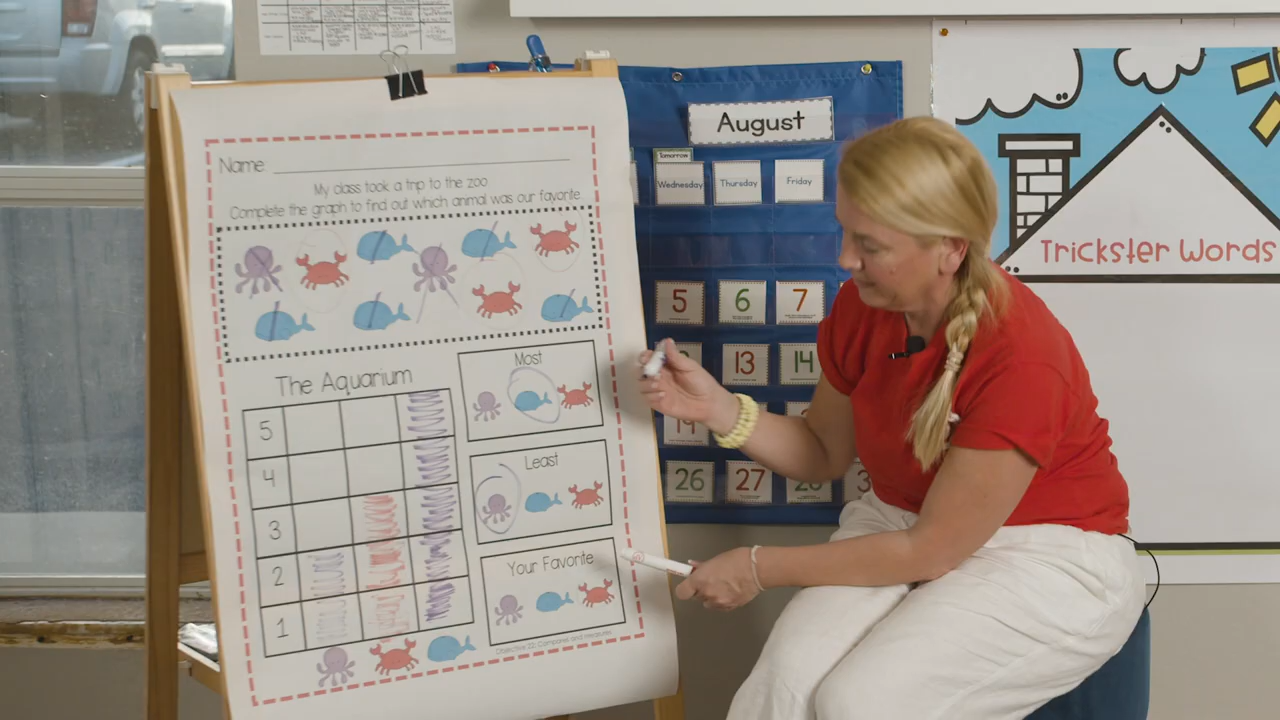 Name:
My class took a trip to the zoo
Complete the graph to find out which animal was our favorite.
The Aquarium
5
4
3
2
1
Most
Least
Your Favorite
August
Tomorrow
Wednesday
Thursday
Friday
5
6
7
13
14
19
26
27
Trickster Words